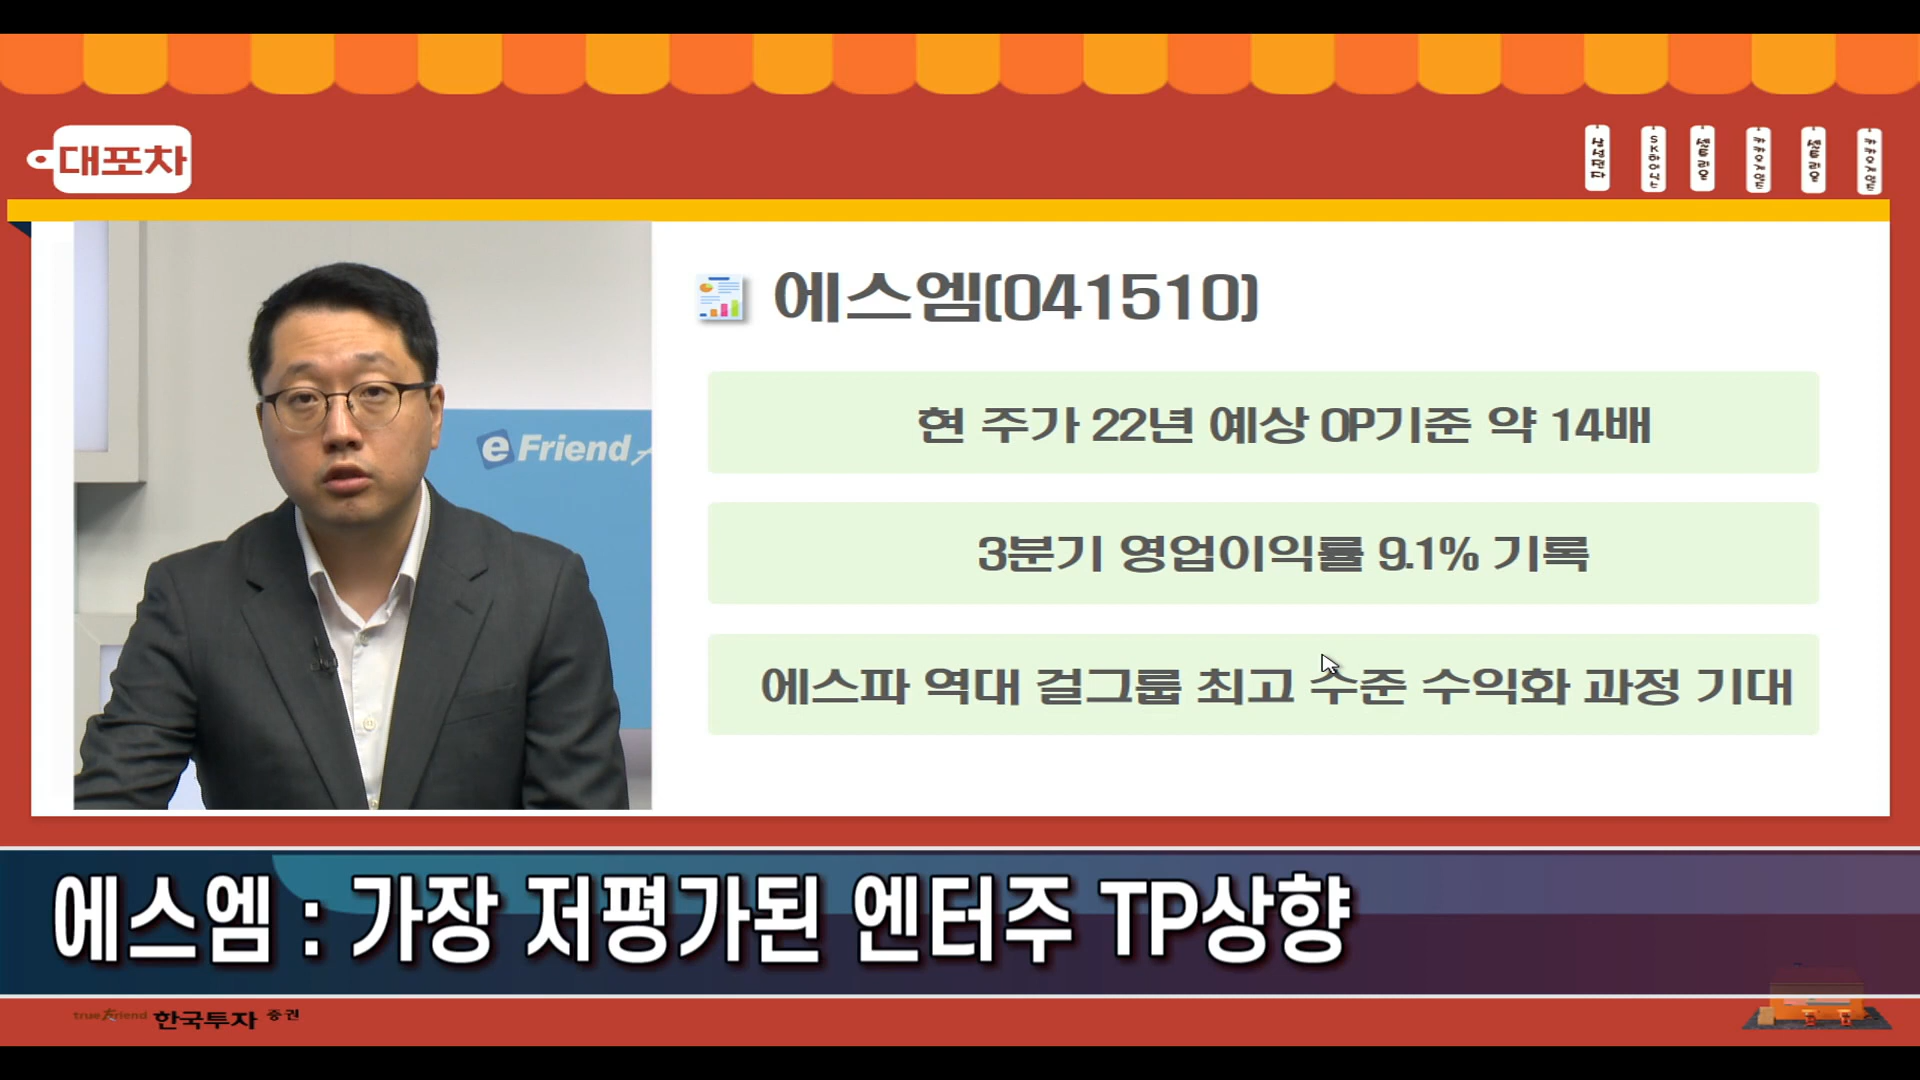 대포차
e Friend
에스엠(041510)
현 주가 22년 예상 OP기준 약 14배
3분기 영업이익률 9.1% 기록
에스파 역대 걸그룹 최고 수준 수익화 과정 기대
에스엠 : 가장 저평가된 엔터주 TP상향
true Friend 한국투자 증권